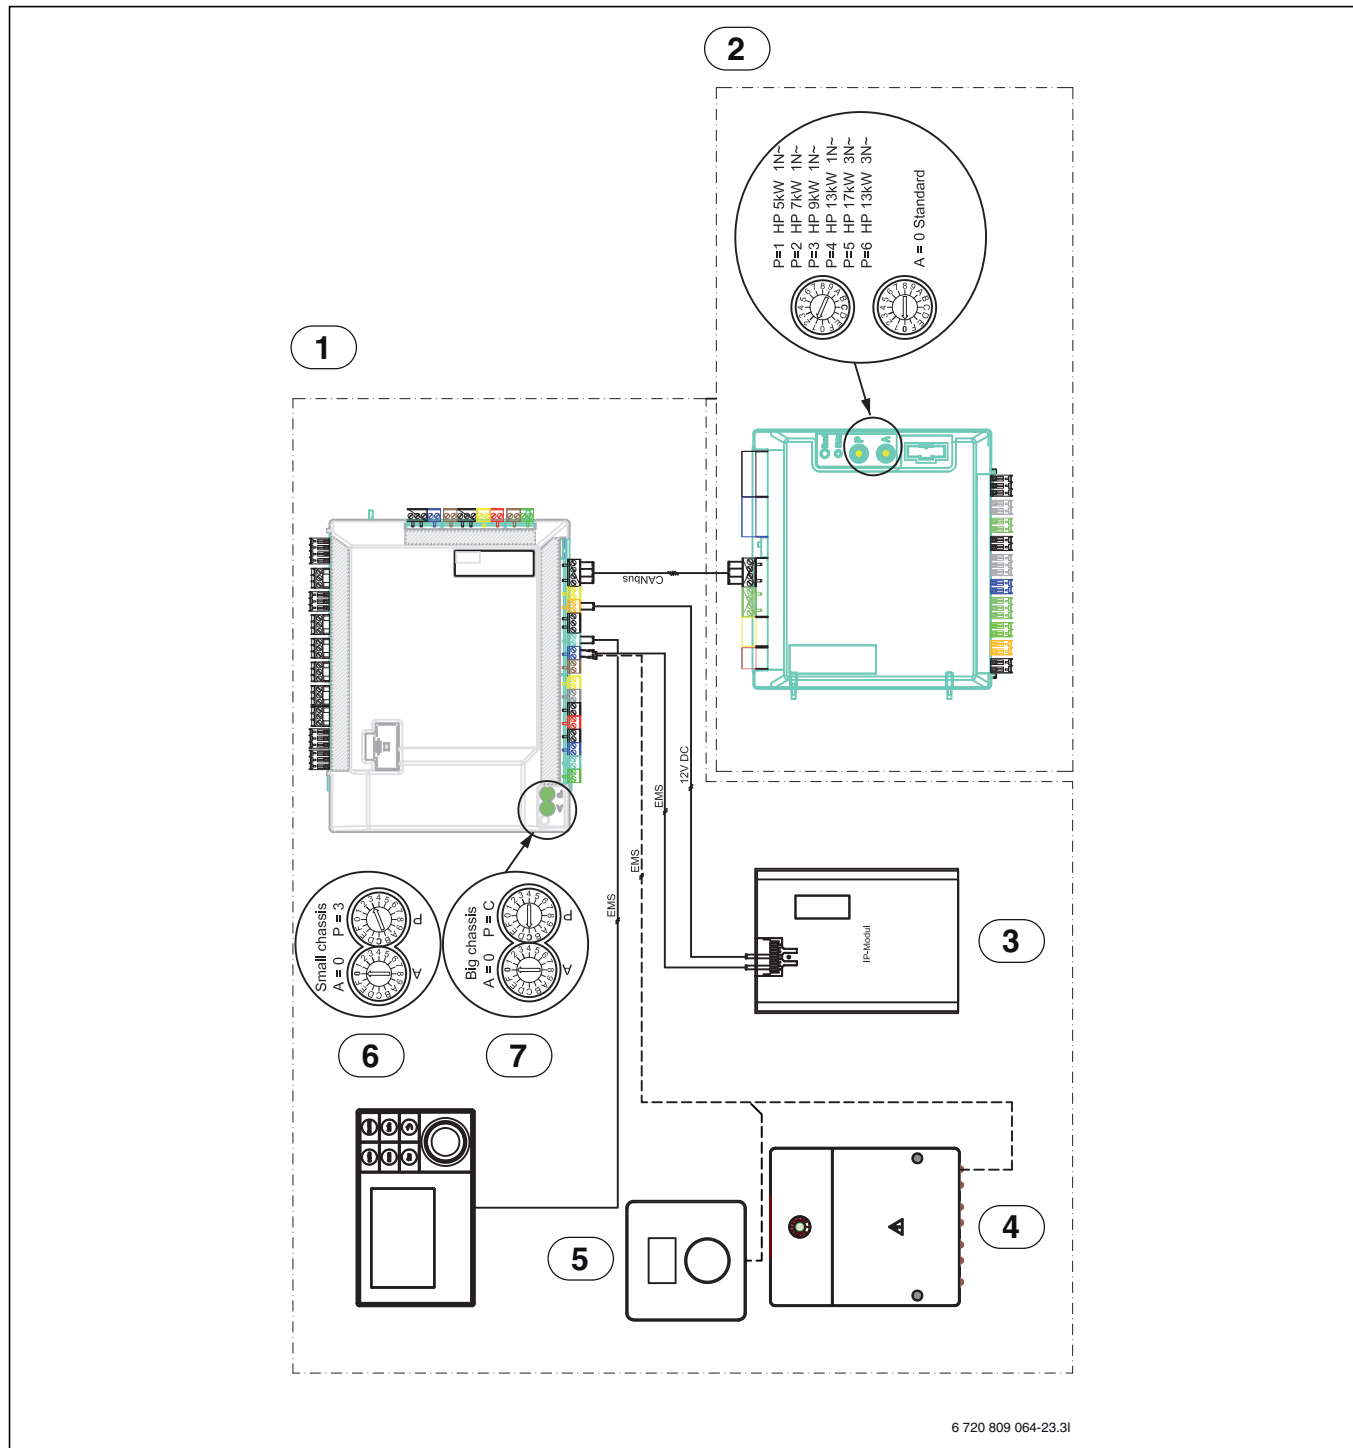 2
P=1 HP 5kW 1N~
P=2 HP 7kW 1N~
P=3 HP 9kW 1N~
P=4 HP 13kW 1N~
P=5 HP 17kW 3N~
P=6 HP 13kW 3N~
A = 0 Standard
1
P
A
CANbus
12V DC
EMS
EMS
EMS
P
A
Small chassis
A = 0 P = 3
P
A
Big chassis
A = 0 P = C
P
A
IP-Modul
3
6
7
4
5
6 720 809 064-23.3I